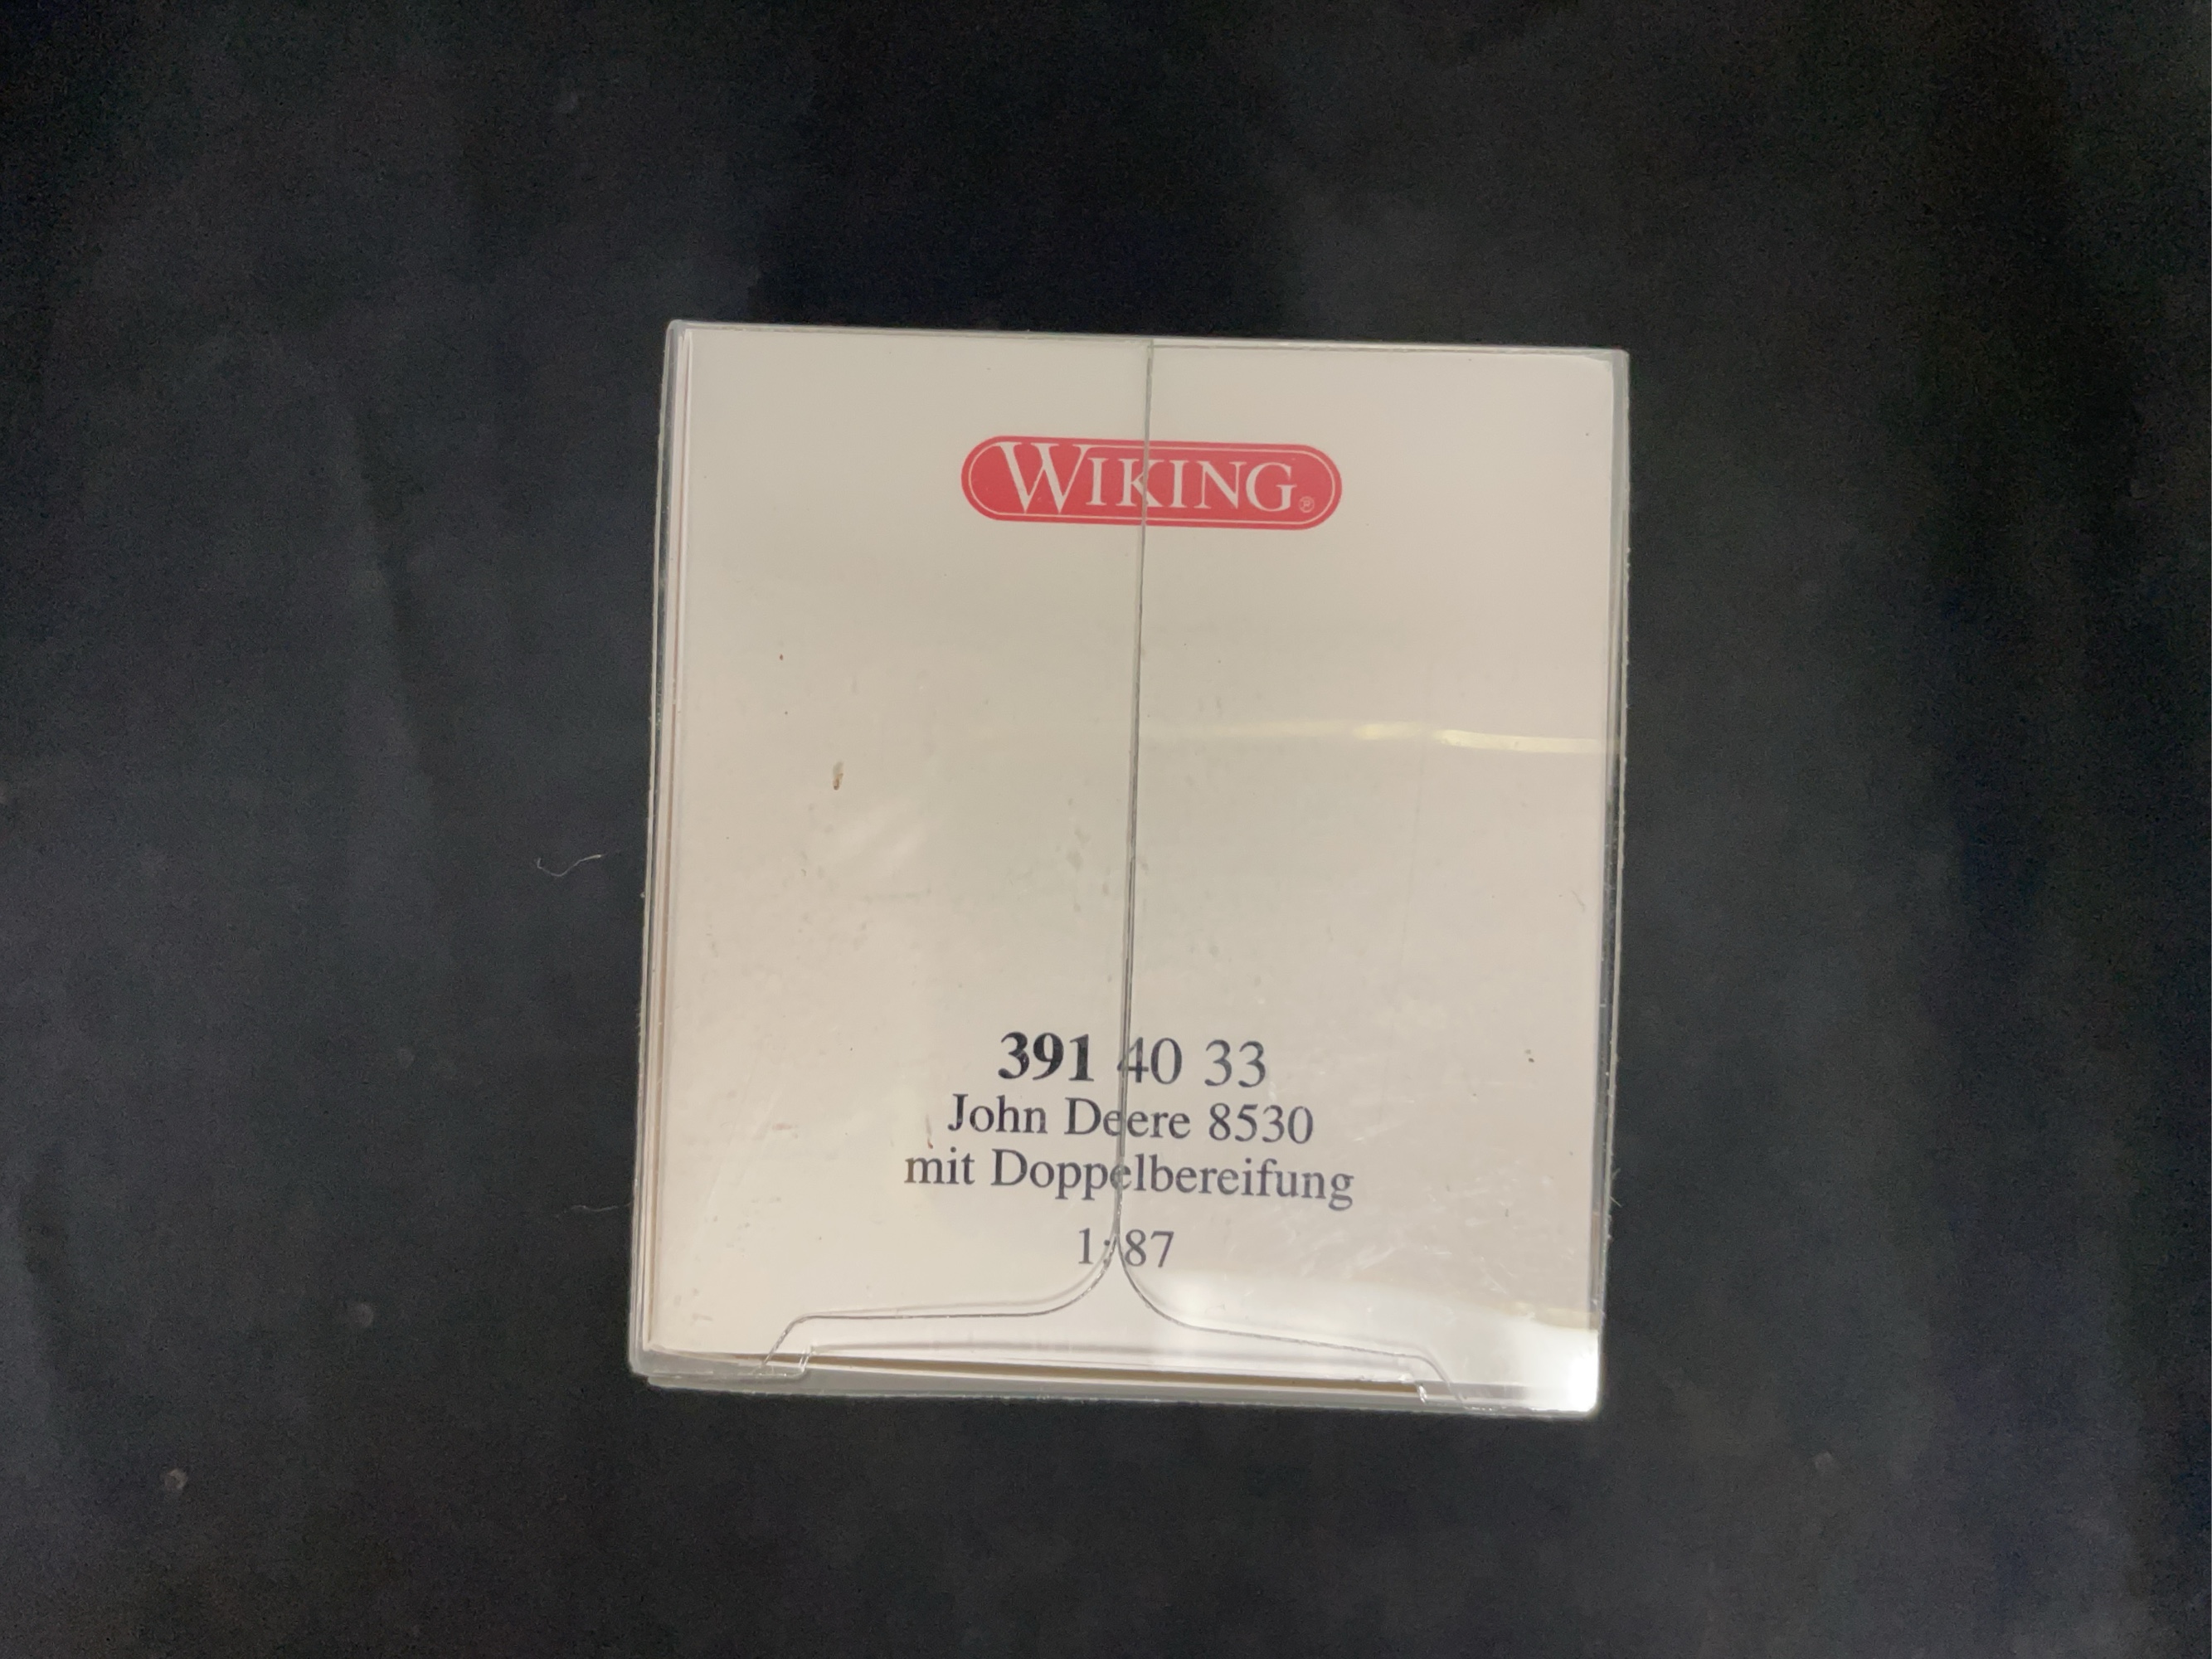 WIKING®
391 40 33
John Deere 8530
mit Doppelbereifung
1:87